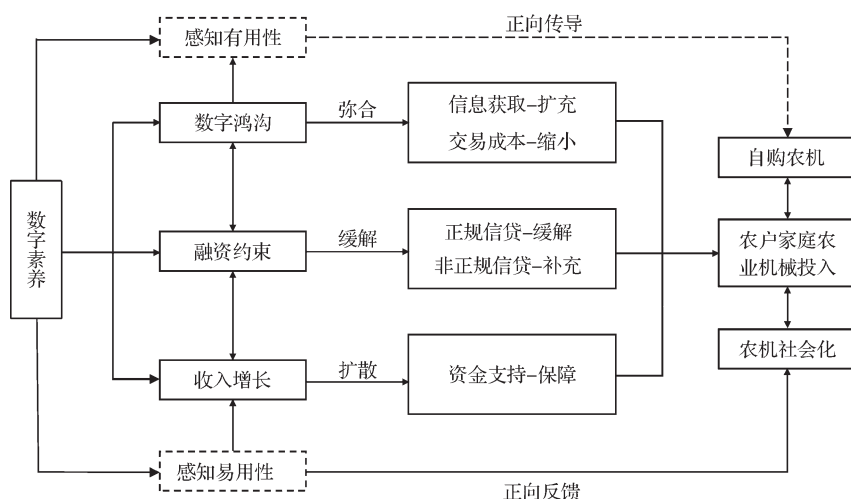 正向传导
感知有用性
数字鸿沟
弥合
信息获取–扩充
交易成本–缩小
自购农机
数字素养
融资约束
缓解
正规信贷–缓解
非正规信贷–补充
农户家庭农
业机械投入
收入增长
扩散
资金支持–保障
农机社会化
感知易用性
正向反馈